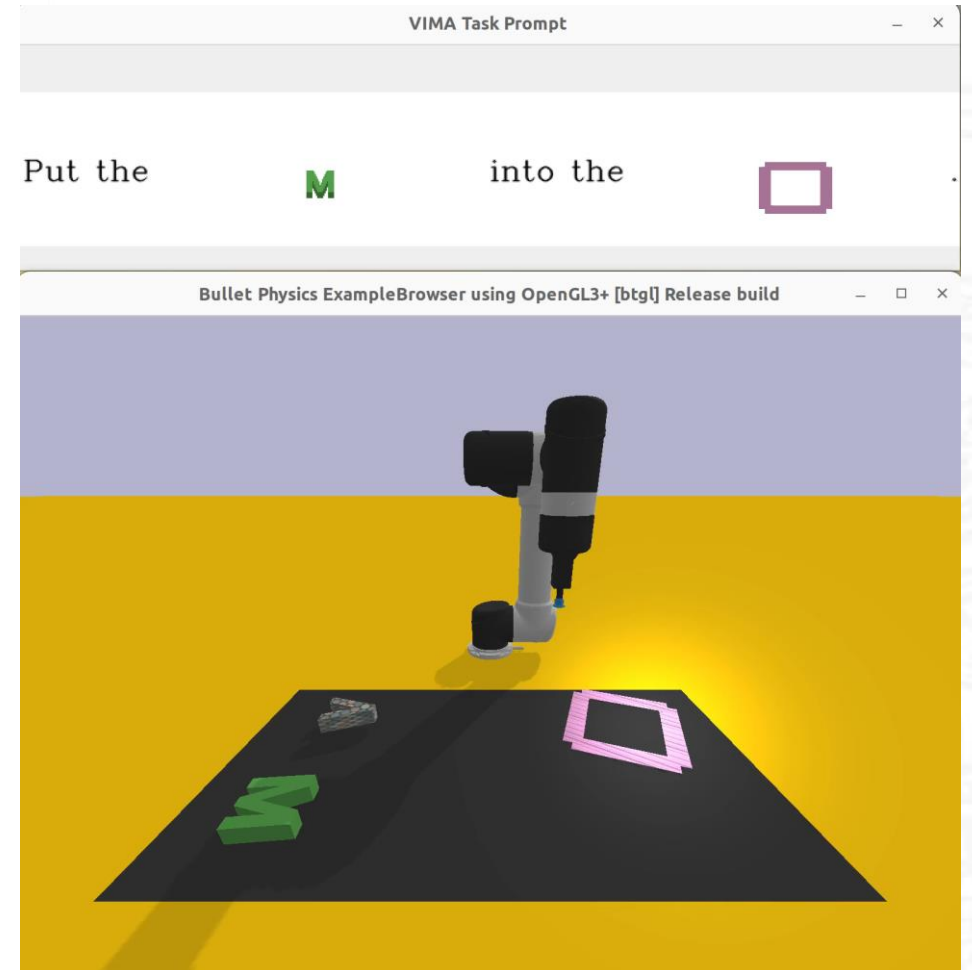 VIMA Task Prompt
Put the M into the .
Bullet Physics ExampleBrowser using OpenGL3+ [btgl] Release build
M
V